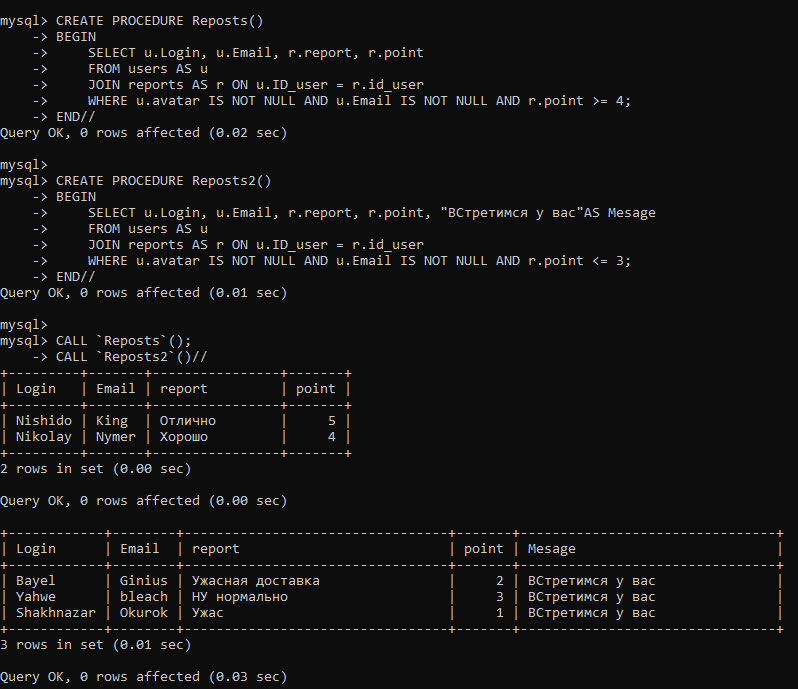 mysql> CREATE PROCEDURE Reposts()
    -> BEGIN
    ->     SELECT u.Login, u.Email, r.report, r.point
    ->     FROM users AS u
    ->     JOIN reports AS r ON u.ID_user = r.id_user
    ->     WHERE u.avatar IS NOT NULL AND u.Email IS NOT NULL AND r.point >= 4;
    -> END//
Query OK, 0 rows affected (0.02 sec)

mysql>
mysql> CREATE PROCEDURE Reposts2()
    -> BEGIN
    ->     SELECT u.Login, u.Email, r.report, r.point, "ВСтретимся у вас"AS Mesage
    ->     FROM users AS u
    ->     JOIN reports AS r ON u.ID_user = r.id_user
    ->     WHERE u.avatar IS NOT NULL AND u.Email IS NOT NULL AND r.point <= 3;
    -> END//
Query OK, 0 rows affected (0.01 sec)

mysql>
mysql> CALL `Reposts`();
    -> CALL `Reposts2`()//
+---------+-------+----------------+-------+
| Login   | Email | report         | point |
+---------+-------+----------------+-------+
| Nishido | King  | Отлично        |     5 |
| Nikolay | Nymer | Хорошо         |     4 |
+---------+-------+----------------+-------+
2 rows in set (0.00 sec)

Query OK, 0 rows affected (0.00 sec)

+------------+--------+---------------------------------+-------+--------------------------------+
| Login      | Email  | report                          | point | Mesage                         |
+------------+--------+---------------------------------+-------+--------------------------------+
| Bayel      | Ginius | Ужасная доставка                |     2 | ВСтретимся у вас               |
| Yahwe      | bleach | НУ нормально                    |     3 | ВСтретимся у вас               |
| Shakhnazar | Okurok | Ужас                            |     1 | ВСтретимся у вас               |
+------------+--------+---------------------------------+-------+--------------------------------+
3 rows in set (0.01 sec)

Query OK, 0 rows affected (0.03 sec)